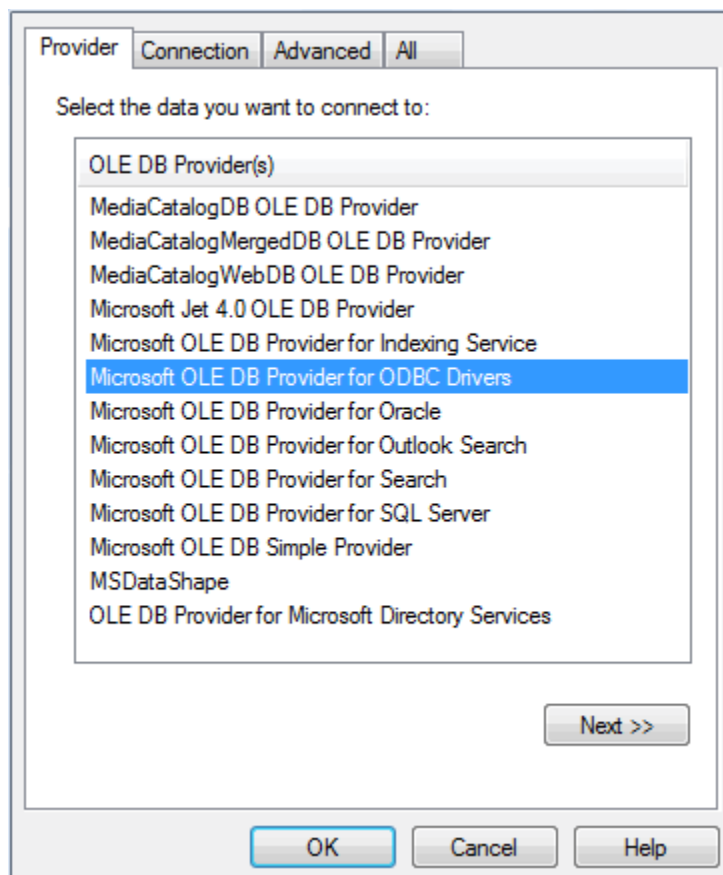 Provider
Connection
Advanced
All
Select the data you want to connect to:
OLE DB Provider(s)
MediaCatalogDB OLE DB Provider
MediaCatalogMergedDB OLE DB Provider
MediaCatalogWebDB OLE DB Provider
Microsoft Jet 4.0 OLE DB Provider
Microsoft OLE DB Provider for Indexing Service
Microsoft OLE DB Provider for ODBC Drivers
Microsoft OLE DB Provider for Oracle
Microsoft OLE DB Provider for Outlook Search
Microsoft OLE DB Provider for Search
Microsoft OLE DB Provider for SQL Server
Microsoft OLE DB Simple Provider
MSDataShape
OLE DB Provider for Microsoft Directory Services
Next >>
OK
Cancel
Help